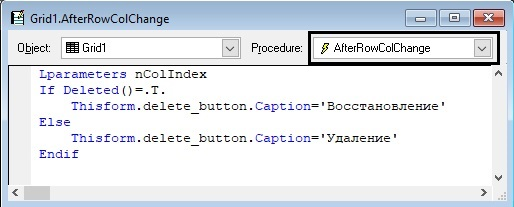 Grid1.AfterRowColChange
Object: Grid1 Procedure: AfterRowColChange
Lparameters nColIndex
If Deleted()=.T.
Thisform.delete_button.Caption='Восстановление'
Else
Thisform.delete_button.Caption='Удаление'
Endif